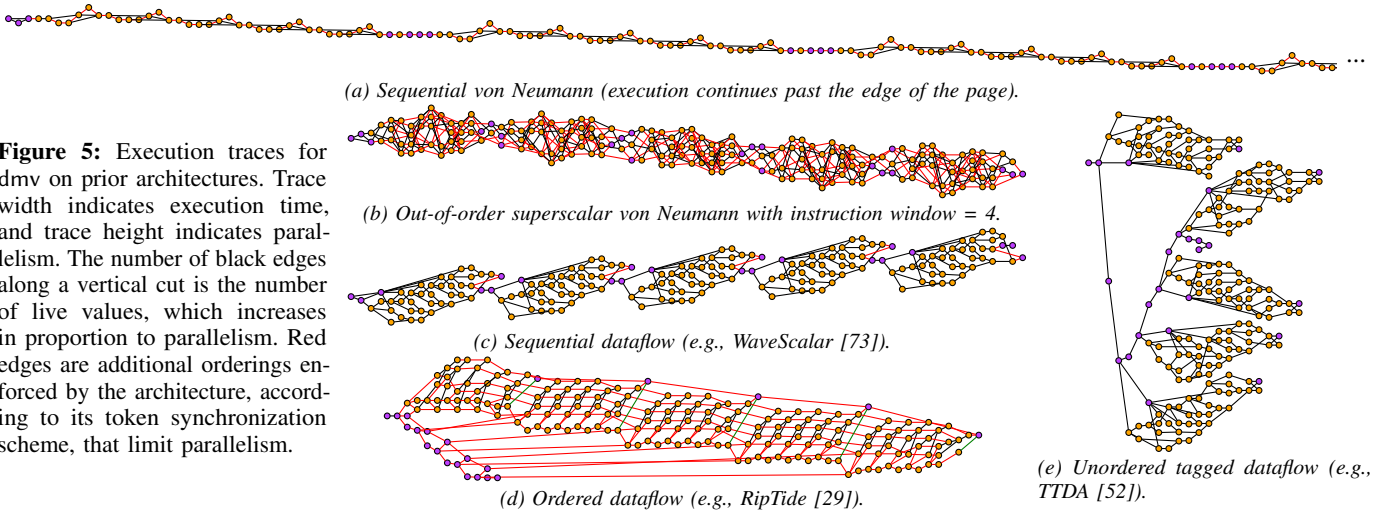 ...
(a) Sequential von Neumann (execution continues past the edge of the page).
Figure 5: Execution traces for
dmv on prior architectures. Trace
width indicates execution time,
and trace height indicates paral-
lelism. The number of black edges
along a vertical cut is the number
of live values, which increases
in proportion to parallelism. Red
edges are additional orderings en-
forced by the architecture, accord-
ing to its token synchronization
scheme, that limit parallelism.
(b) Out-of-order superscalar von Neumann with instruction window = 4.
(c) Sequential dataflow (e.g., WaveScalar [73]).
(d) Ordered dataflow (e.g., RipTide [29]).
(e) Unordered tagged dataflow (e.g.,
TTDA [52]).